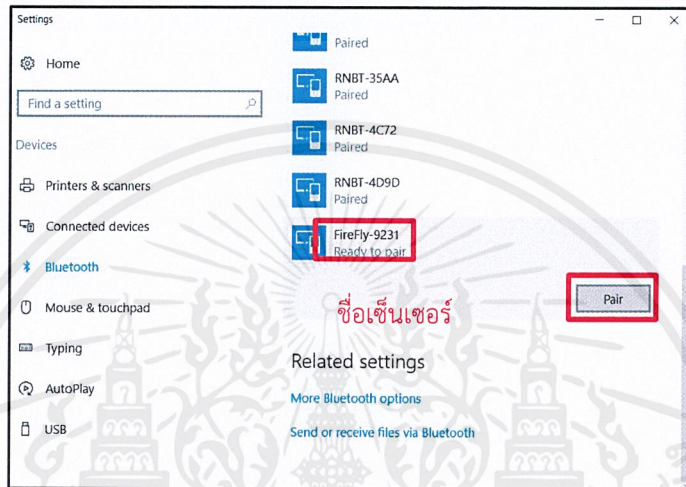 Settings
Home
Find a setting
Devices
Printers & scanners
Connected devices
Bluetooth
Mouse & touchpad
Typing
AutoPlay
USB
Paired
RNBT-35AA
Paired
RNBT-4C72
Paired
RNBT-4D9D
Paired
FireFly-9231
Ready to pair
Pair
ชื่อเซ็นเซอร์
Related settings
More Bluetooth options
Send or receive files via Bluetooth